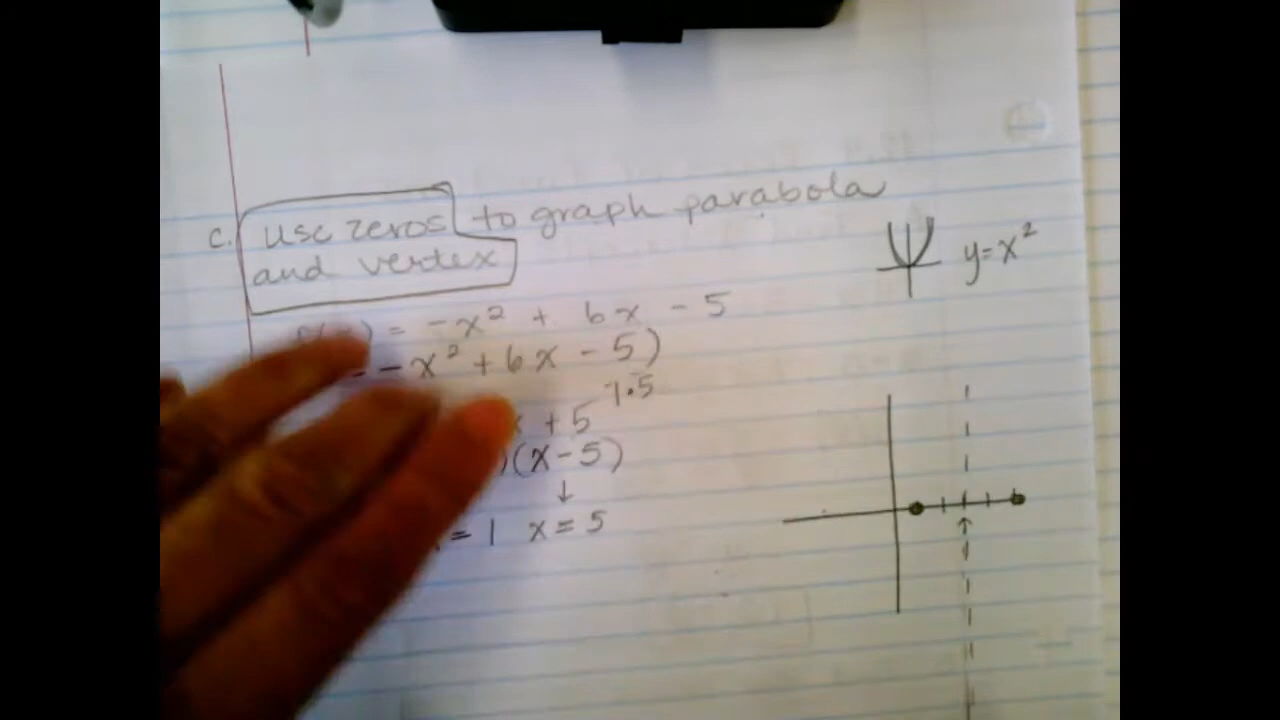 c. use zeros to graph parabola
and vertex
y=x²
) = -x² + 6x - 5
-x² + 6x - 5)
1·5
x + 5
)(x-5)
↓
= 1 x = 5